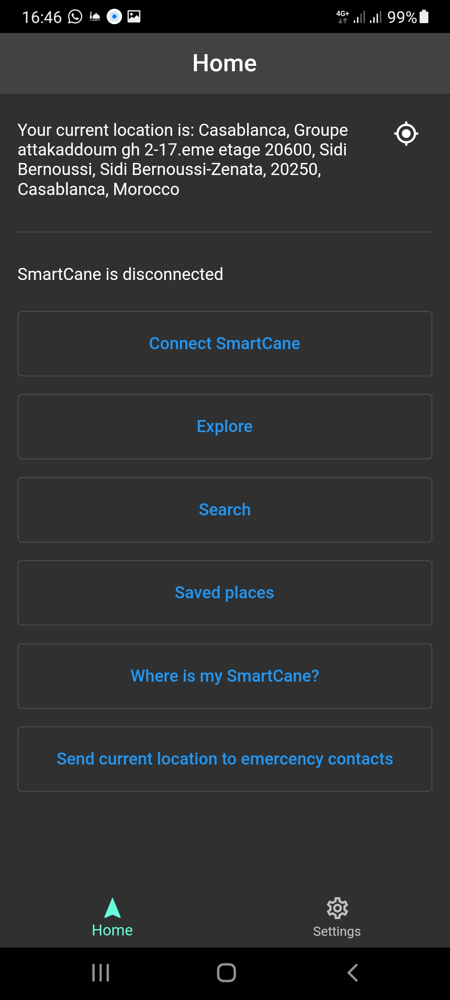 16:46
4G+ 99%
Home
Your current location is: Casablanca, Groupe
attakaddoum gh 2-17.eme etage 20600, Sidi
Bernoussi, Sidi Bernoussi-Zenata, 20250,
Casablanca, Morocco
SmartCane is disconnected
Connect SmartCane
Explore
Search
Saved places
Where is my SmartCane?
Send current location to emercency contacts
Home
Settings